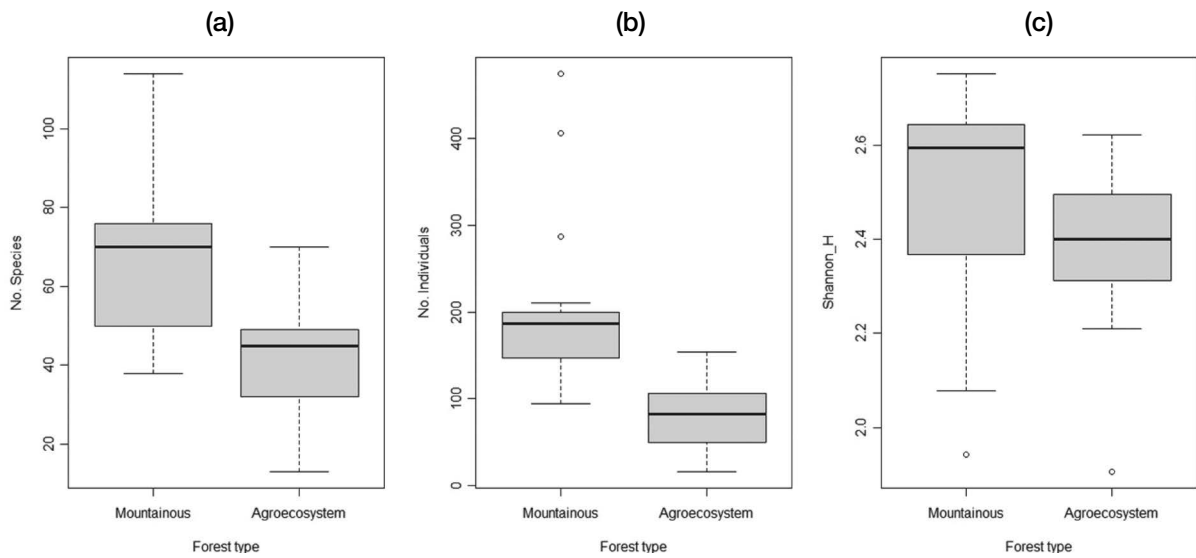 (a)
No. Species
100
80
60
40
20
Mountainous Agroecosystem
Forest type
(b)
No. Individuals
400
300
200
100
0
Mountainous Agroecosystem
Forest type
(c)
Shannon_H
2.6
2.4
2.2
2.0
Mountainous Agroecosystem
Forest type